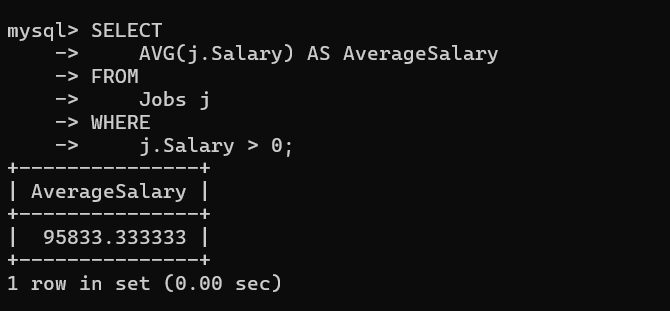 mysql> SELECT
    ->     AVG(j.Salary) AS AverageSalary
    -> FROM
    ->     Jobs j
    -> WHERE
    ->     j.Salary > 0;
+---------------+
| AverageSalary |
+---------------+
|  95833.333333 |
+---------------+
1 row in set (0.00 sec)